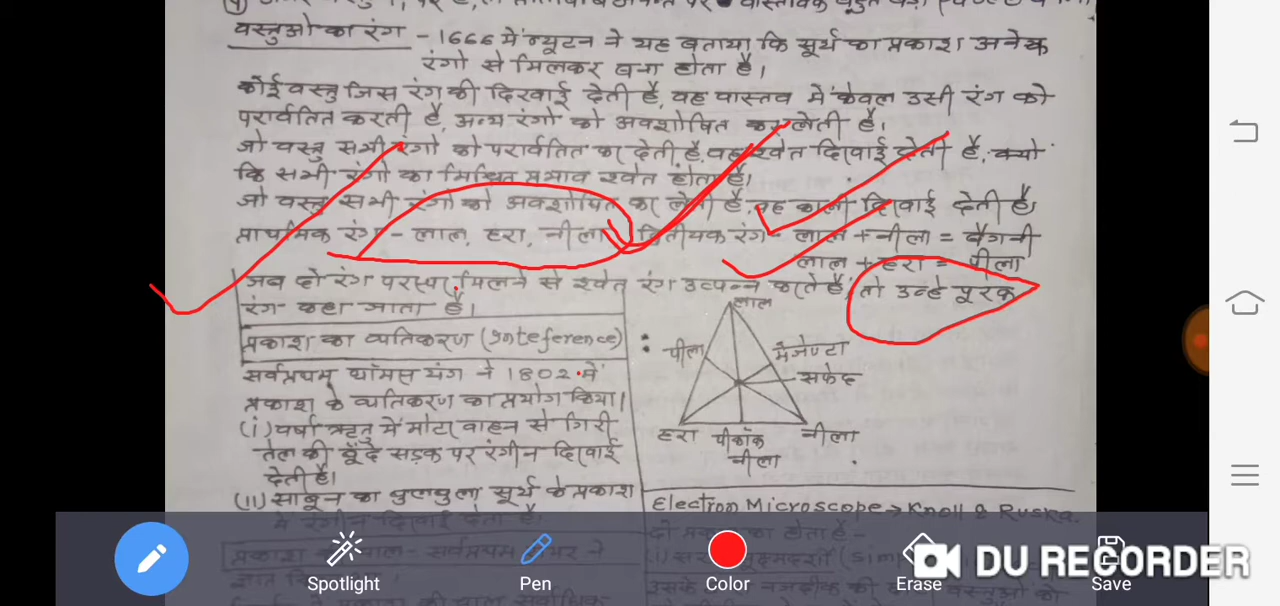 वस्तुओ का रंग - 1666 में न्यूटन ने यह बताया कि सूर्य का प्रकाश अनेक
रंगो से मिलकर बना होता है।
कोई वस्तु जिस रंग की दिखाई देती है, वह वास्तव में केवल उसी रंग को
परावर्तित करती है, अन्य रंगो को अवशोषित कर लेती है।
जो वस्तु सभी रंगो को परावर्तित कर देती है, वह श्वेत दिखाई देती है, क्यो
कि सभी रंगो का मिश्रित प्रभाव श्वेत होता है।
जो वस्तु सभी रंगो को अवशोषित कर लेती है, वह काली दिखाई देती है।
प्राथमिक रंग - लाल, हरा, नीला द्वितीयक रंग - लाल + नीला = बैगनी
लाल + हरा = पीला
जब दो रंग परस्पर मिलने से श्वेत रंग उत्पन्न करते है, तो उन्हे पूरक
रंग कहा जाता है।
प्रकाश का व्यतिकरण (Inteference)
सर्वप्रथम थॉमस यंग ने 1802 में
प्रकाश के व्यतिकरण का प्रयोग किया।
(i) वर्षा ऋतु में मोटर वाहन से गिरी
तेल की बूँदे सड़क पर रंगीन दिखाई
देती है।
(ii) साबुन का बुलबुला सूर्य के प्रकाश
में रंगीन दिखाई देता है।
लाल
पीला
मेजेण्टा
सफेद
हरा पीकॉक नीला
नीला
Electron Microscope → Knoll & Ruska.
दो प्रकार का होता है -
Spotlight
Pen
Color
Erase
Save
DU RECORDER